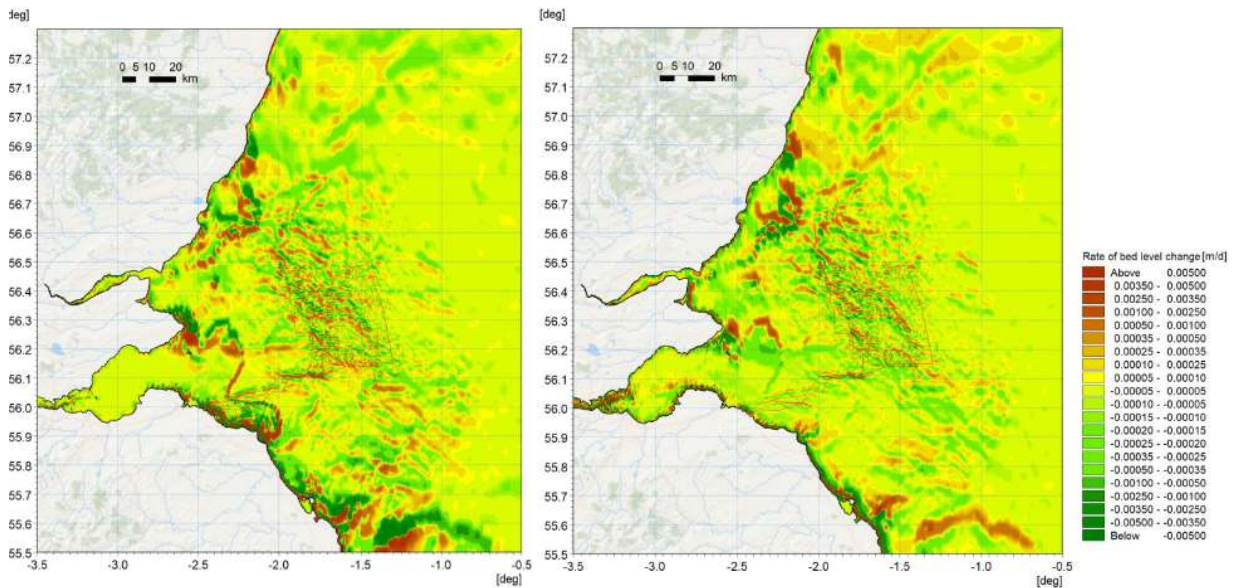 [deg]
57.2
57.1
57.0
56.9
56.8
56.7
56.6
56.5
56.4
56.3
56.2
56.1
56.0
55.9
55.8
55.7
55.6
55.5
0 5 10 20
km
-3.5 -3.0 -2.5 -2.0 -1.5 -1.0 -0.5
[deg]
[deg]
57.2
57.1
57.0
56.9
56.8
56.7
56.6
56.5
56.4
56.3
56.2
56.1
56.0
55.9
55.8
55.7
55.6
55.5
0 5 10 20
km
-3.5 -3.0 -2.5 -2.0 -1.5 -1.0 -0.5
[deg]
Rate of bed level change [m/d]
Above 0.00500
0.00350 - 0.00500
0.00250 - 0.00350
0.00100 - 0.00250
0.00050 - 0.00100
0.00035 - 0.00050
0.00025 - 0.00035
0.00010 - 0.00025
0.00005 - 0.00010
-0.00005 - 0.00005
-0.00010 - -0.00005
-0.00015 - -0.00010
-0.00020 - -0.00015
-0.00025 - -0.00020
-0.00035 - -0.00025
-0.00050 - -0.00035
-0.00100 - -0.00050
-0.00250 - -0.00100
-0.00350 - -0.00250
-0.00500 - -0.00350
Below -0.00500